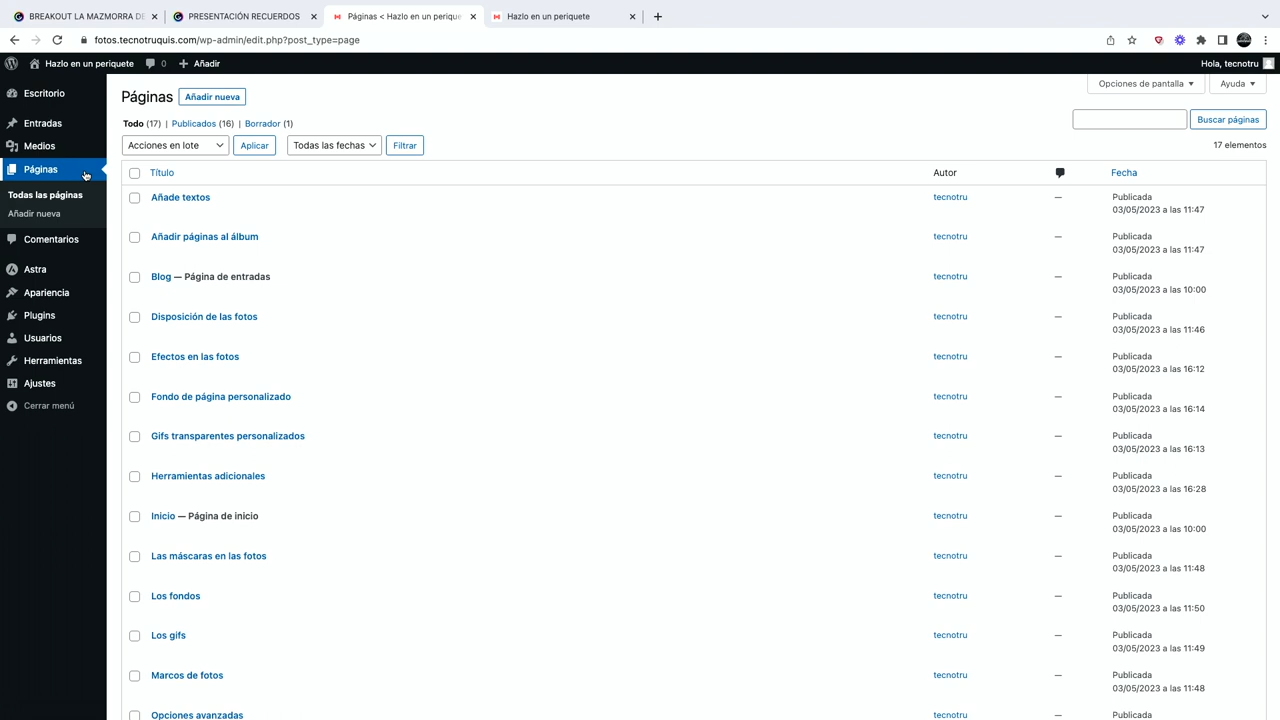 BREAKOUT LA MAZMORRA DE
PRESENTACIÓN RECUERDOS
Páginas < Hazlo en un perique
Hazlo en un periquete
fotos.tecnotruquis.com/wp-admin/edit.php?post_type=page
Hazlo en un periquete
0
Añadir
Hola, tecnotru
Escritorio
Entradas
Medios
Páginas
Todas las páginas
Añadir nueva
Comentarios
Astra
Apariencia
Plugins
Usuarios
Herramientas
Ajustes
Cerrar menú
Páginas Añadir nueva
Opciones de pantalla
Ayuda
Todo (17) | Publicados (16) | Borrador (1)
Buscar páginas
Acciones en lote
Aplicar
Todas las fechas
Filtrar
17 elementos
Título Autor Fecha
Añade textos tecnotru — Publicada
03/05/2023 a las 11:47
Añadir páginas al álbum tecnotru — Publicada
03/05/2023 a las 11:47
Blog — Página de entradas tecnotru — Publicada
03/05/2023 a las 10:00
Disposición de las fotos tecnotru — Publicada
03/05/2023 a las 11:46
Efectos en las fotos tecnotru — Publicada
03/05/2023 a las 16:12
Fondo de página personalizado tecnotru — Publicada
03/05/2023 a las 16:14
Gifs transparentes personalizados tecnotru — Publicada
03/05/2023 a las 16:13
Herramientas adicionales tecnotru — Publicada
03/05/2023 a las 16:28
Inicio — Página de inicio tecnotru — Publicada
03/05/2023 a las 10:00
Las máscaras en las fotos tecnotru — Publicada
03/05/2023 a las 11:48
Los fondos tecnotru — Publicada
03/05/2023 a las 11:50
Los gifs tecnotru — Publicada
03/05/2023 a las 11:49
Marcos de fotos tecnotru — Publicada
03/05/2023 a las 11:48
Opciones avanzadas tecnotru — Publicada